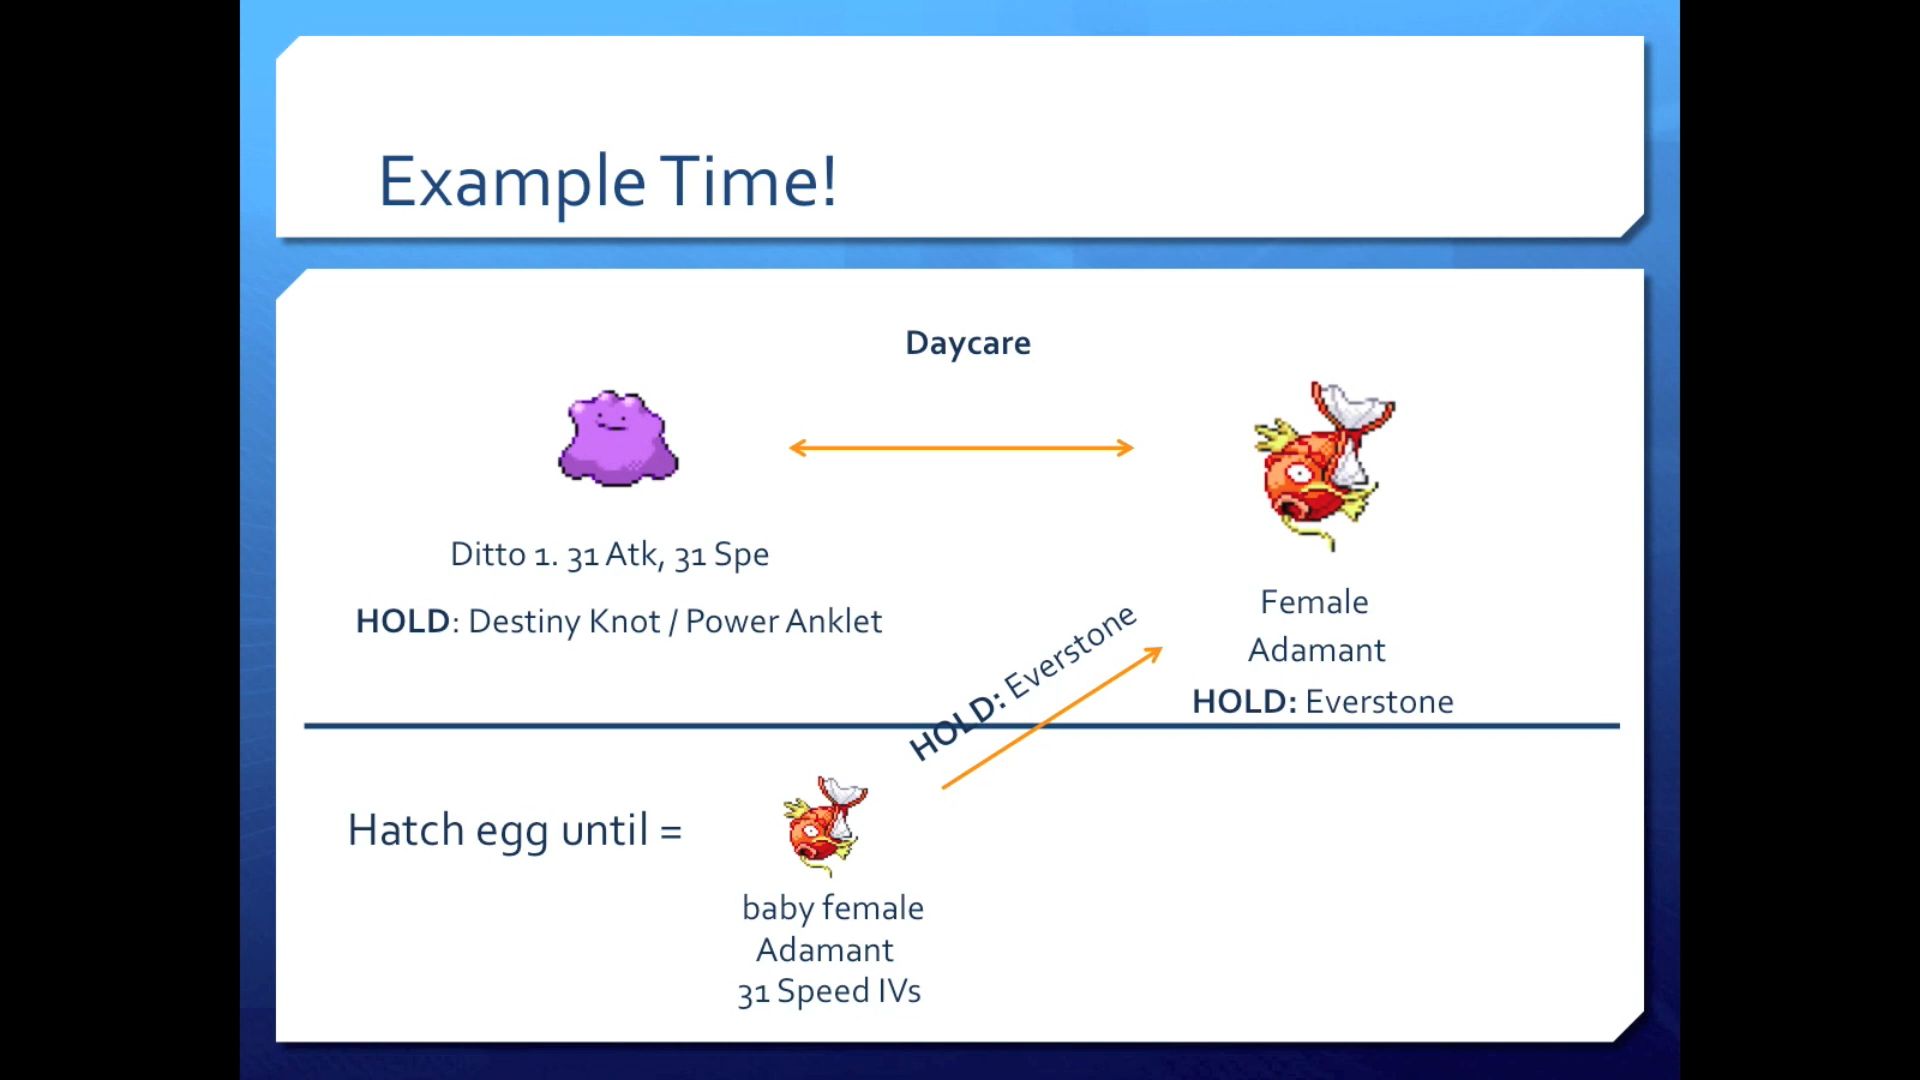 Example Time!
Daycare
Ditto 1. 31 Atk, 31 Spe
HOLD: Destiny Knot / Power Anklet
Female
Adamant
HOLD: Everstone
HOLD: Everstone
Hatch egg until =
baby female
Adamant
31 Speed IVs